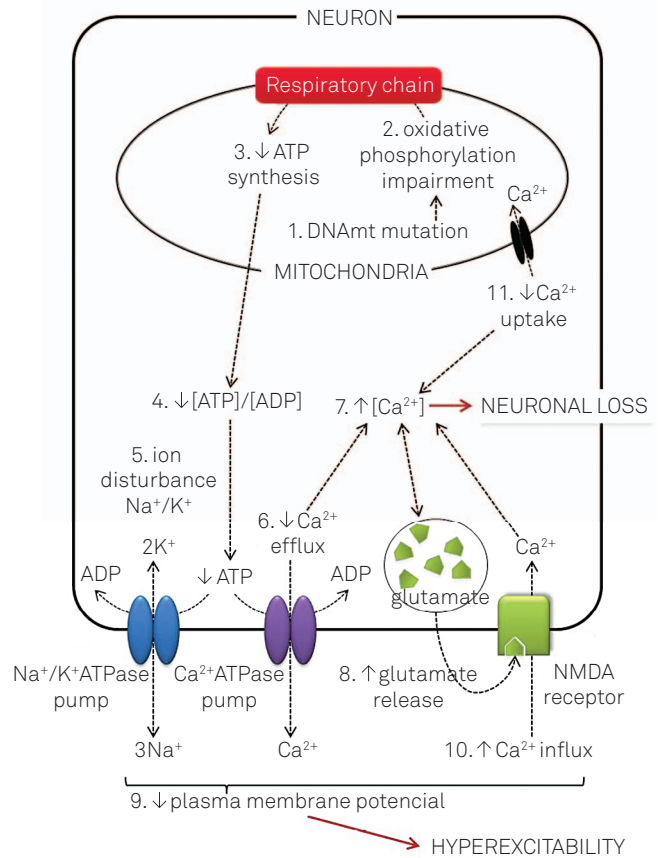 NEURON
Respiratory chain
2. oxidative
phosphorylation
impairment
3. ↓ATP
synthesis
Ca²⁺
1. DNAmt mutation
MITOCHONDRIA
11. ↓Ca²⁺
uptake
4. ↓[ATP]/[ADP]
7. ↑[Ca²⁺]
NEURONAL LOSS
5. ion
disturbance
Na⁺/K⁺
6. ↓Ca²⁺
efflux
2K⁺
Ca²⁺
ADP
↓ATP
ADP
glutamate
Na⁺/K⁺ATPase
pump
Ca²⁺ATPase
pump
8. ↑glutamate
release
NMDA
receptor
3Na⁺
Ca²⁺
10. ↑Ca²⁺ influx
9. ↓plasma membrane potencial
HYPEREXCITABILITY